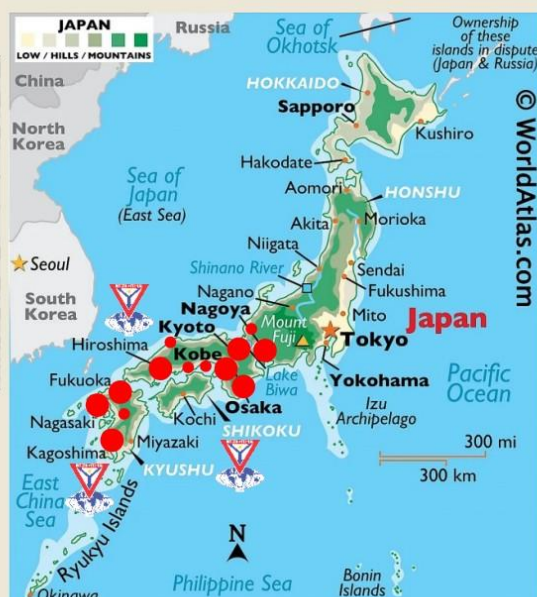 JAPAN
LOW / HILLS / MOUNTAINS
Russia
Sea of
Okhotsk
Ownership
of these
islands in dispute
(Japan & Russia)
China
HOKKAIDO
Sapporo
Kushiro
North
Korea
Hakodate
Sea of
Japan
(East Sea)
Aomori
HONSHU
Akita
Morioka
Seoul
Niigata
Shinano River
Sendai
Fukushima
South
Korea
Nagano
Nagoya
Mito
Kyoto
Mount
Fuji
Japan
Tokyo
Hiroshima
Kobe
Lake
Biwa
Yokohama
Pacific
Ocean
Fukuoka
Osaka
Izu
Archipelago
Nagasaki
Kochi
SHIKOKU
Kagoshima
Miyazaki
300 mi
300 km
KYUSHU
East
China
Sea
Ryukyu Islands
N
Philippine Sea
Bonin
Islands
Okinawa
© WorldAtlas.com